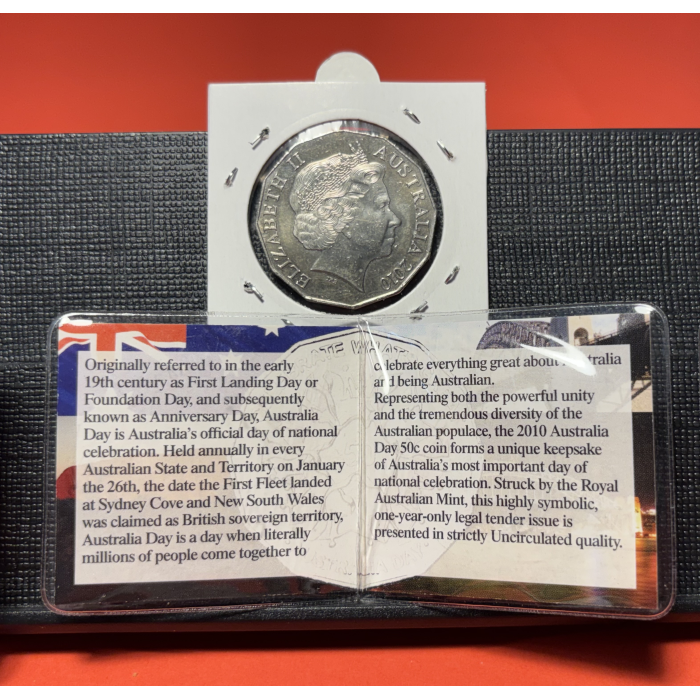 ELIZABETH II AUSTRALIA 2010
Originally referred to in the early
19th century as First Landing Day or
Foundation Day, and subsequently
known as Anniversary Day, Australia
Day is Australia's official day of national
celebration. Held annually in every
Australian State and Territory on January
the 26th, the date the First Fleet landed
at Sydney Cove and New South Wales
was claimed as British sovereign territory,
Australia Day is a day when literally
millions of people come together to
celebrate everything great about Australia
and being Australian.
Representing both the powerful unity
and the tremendous diversity of the
Australian populace, the 2010 Australia
Day 50c coin forms a unique keepsake
of Australia's most important day of
national celebration. Struck by the Royal
Australian Mint, this highly symbolic,
one-year-only legal tender issue is
presented in strictly Uncirculated quality.